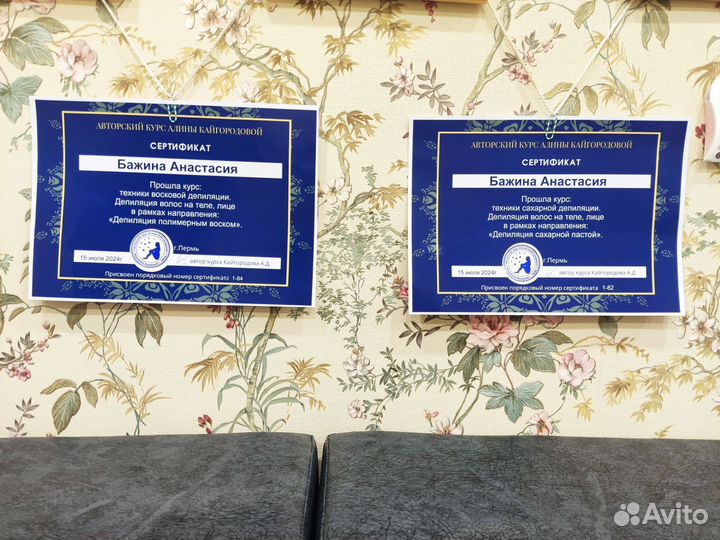 АВТОРСКИЙ КУРС АЛИНЫ КАЙГОРОДОВОЙ
СЕРТИФИКАТ
Бажина Анастасия
Прошла курс:
техники восковой депиляции.
Депиляция волос на теле, лице
в рамках направления:
«Депиляция полимерным воском».
г.Пермь
15 июля 2024г.
автор курса Кайгородова А.Д.
Присвоен порядковый номер сертификата 1-84
АВТОРСКИЙ КУРС АЛИНЫ КАЙГОРОДОВОЙ
СЕРТИФИКАТ
Бажина Анастасия
Прошла курс:
техники сахарной депиляции.
Депиляция волос на теле, лице
в рамках направления:
«Депиляция сахарной пастой».
г.Пермь
15 июля 2024г.
автор курса Кайгородова А.Д.
Присвоен порядковый номер сертификата 1-82
Avito